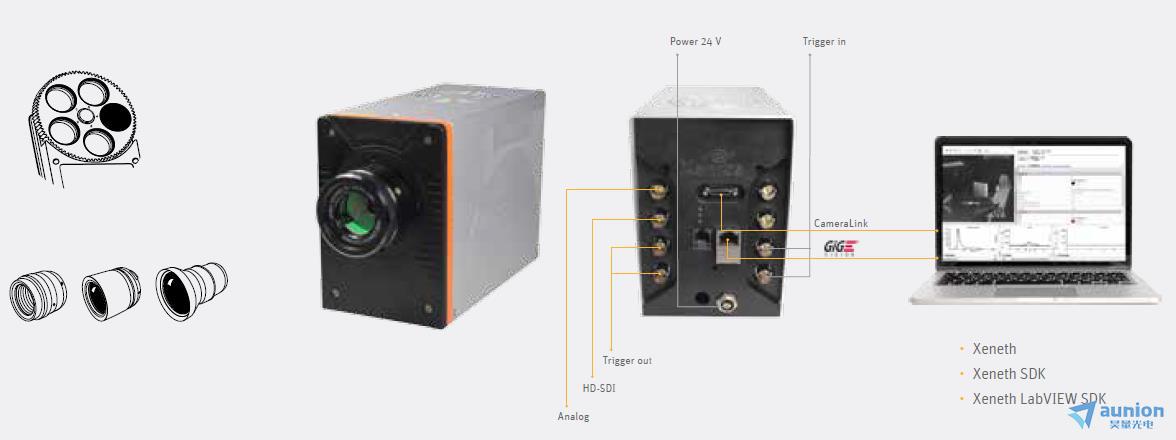 Power 24 V
Trigger in
CameraLink
GIGE
VISION
Trigger out
HD-SDI
Analog
• Xeneth
• Xeneth SDK
• Xeneth LabVIEW SDK
aunion
昊量光电